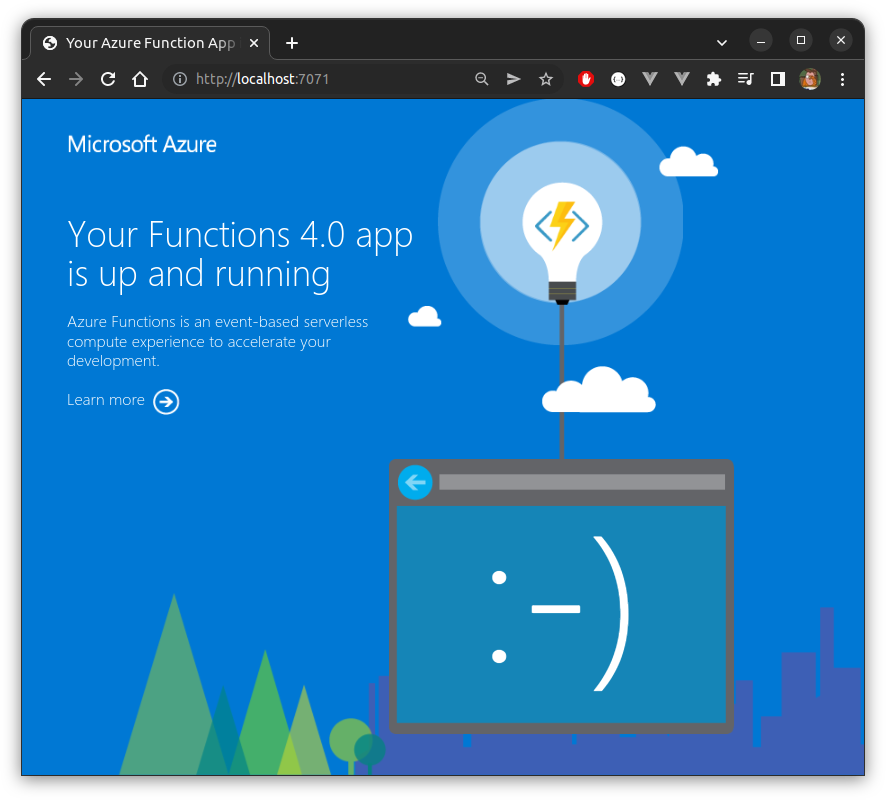 Your Azure Function App
http://localhost:7071
Microsoft Azure
Your Functions 4.0 app
is up and running
Azure Functions is an event-based serverless
compute experience to accelerate your
development.
Learn more
:-)